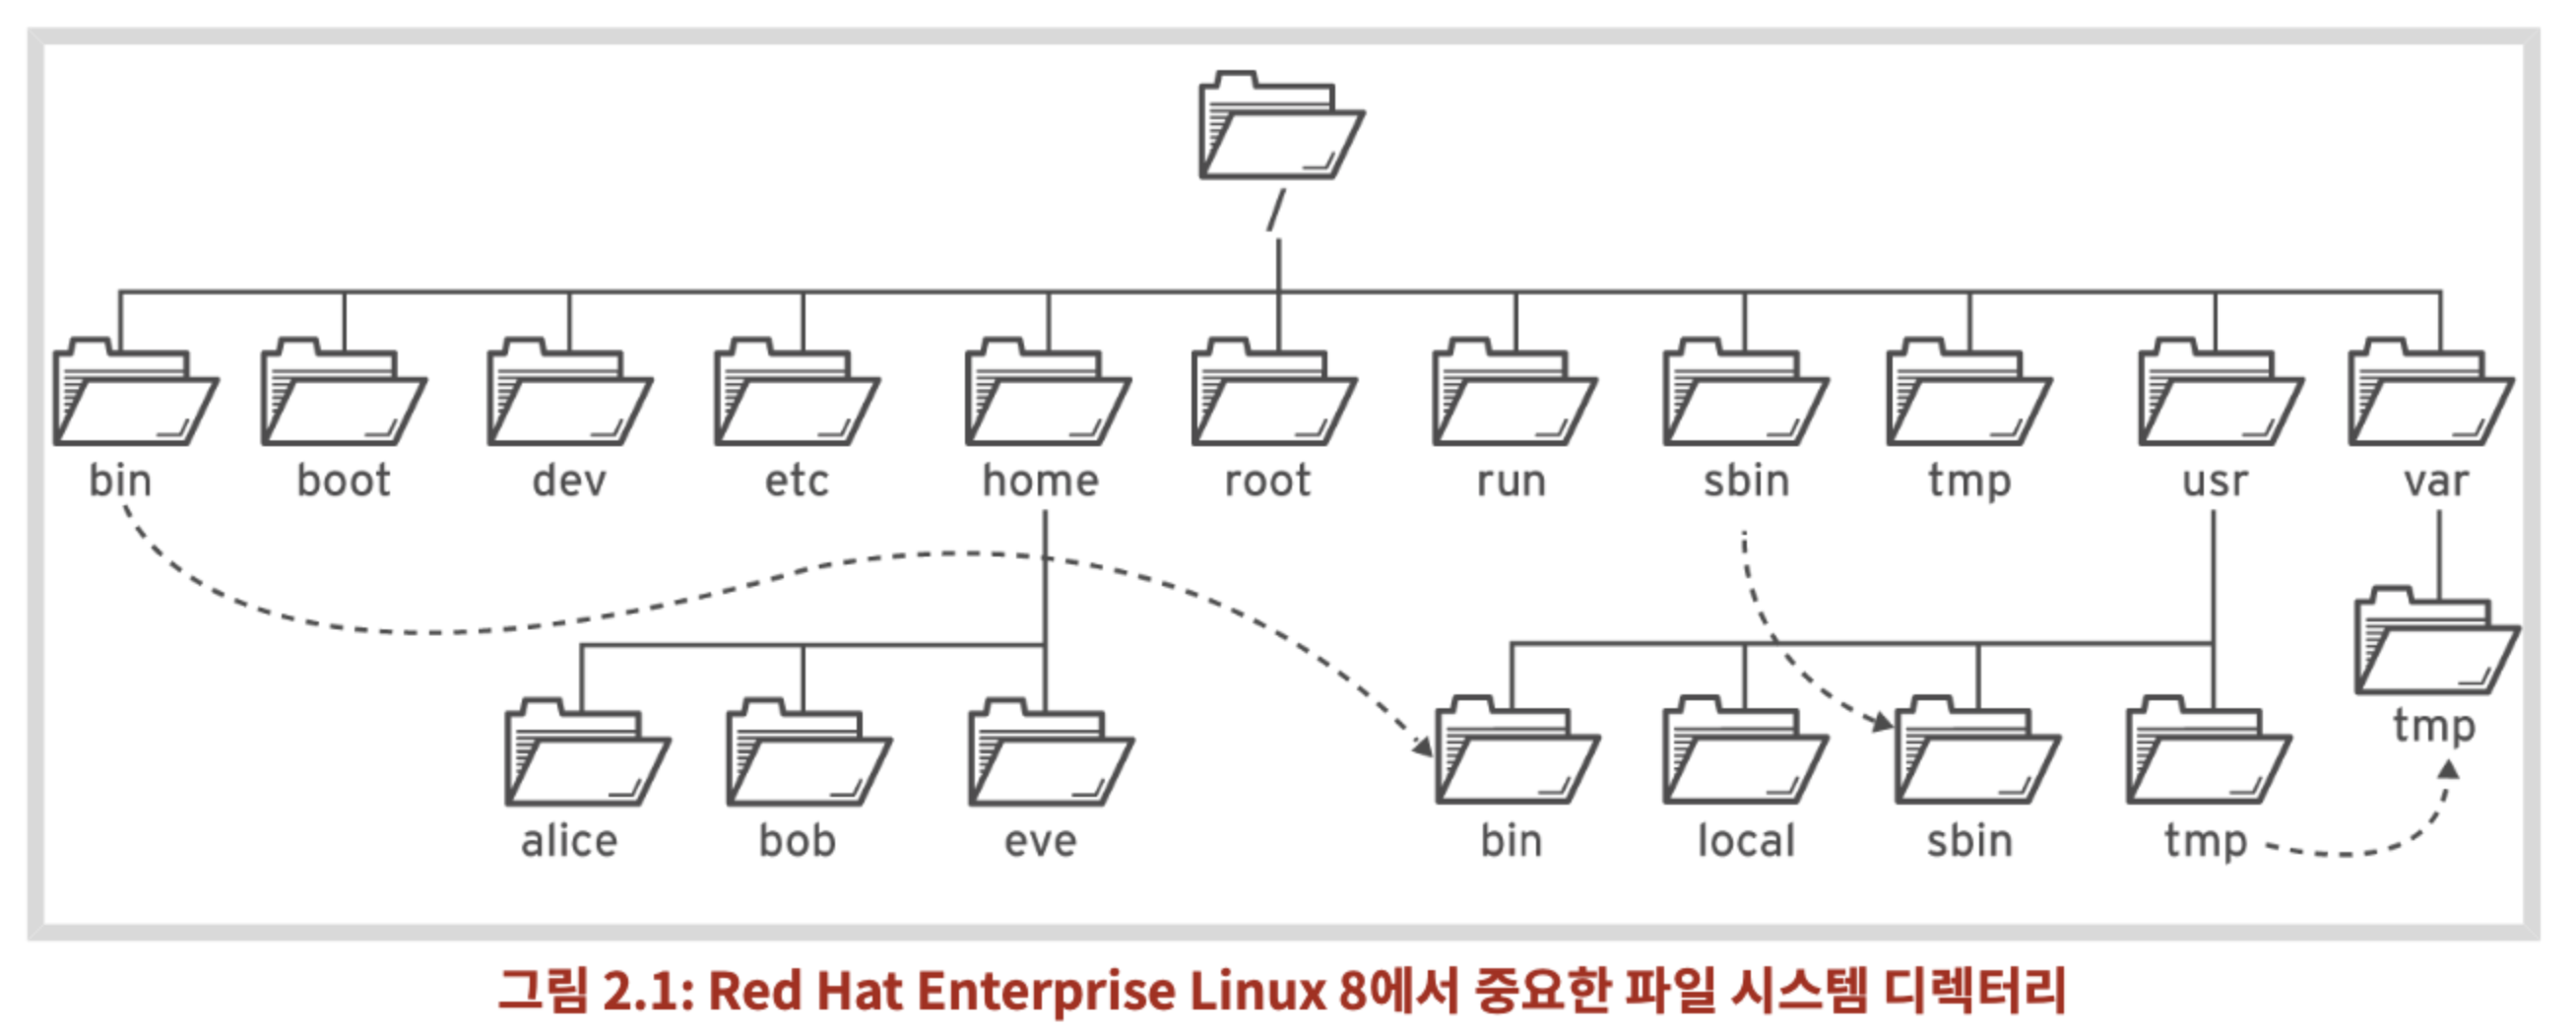 /
bin boot dev etc home root run sbin tmp usr var
tmp
alice bob eve bin local sbin tmp
그림 2.1: Red Hat Enterprise Linux 8에서 중요한 파일 시스템 디렉터리